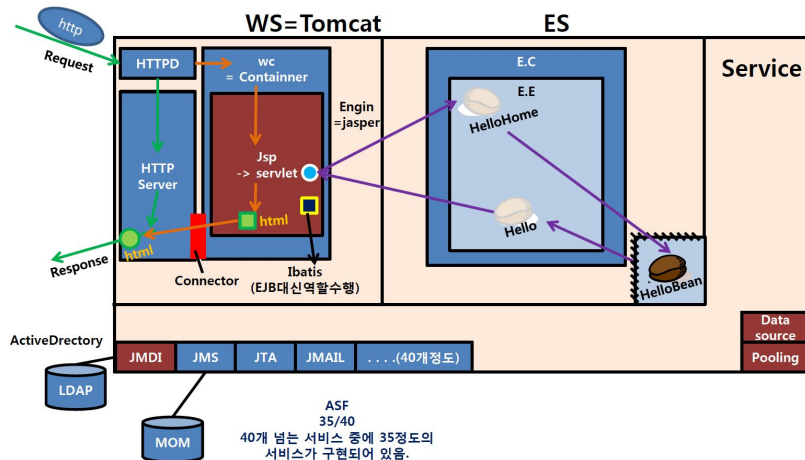 WS=Tomcat
ES
http
Request
HTTPD
wc
= Containner
E.C
Service
E.E
Engin
=jasper
HelloHome
HTTP
Server
Jsp
-> servlet
html
Hello
html
Response
Connector
Ibatis
(EJB대신역할수행)
HelloBean
Data
source
Pooling
ActiveDrectory
JMDI
JMS
JTA
JMAIL
. . . .(40개정도)
LDAP
MOM
ASF
35/40
40개 넘는 서비스 중에 35정도의
서비스가 구현되어 있음.